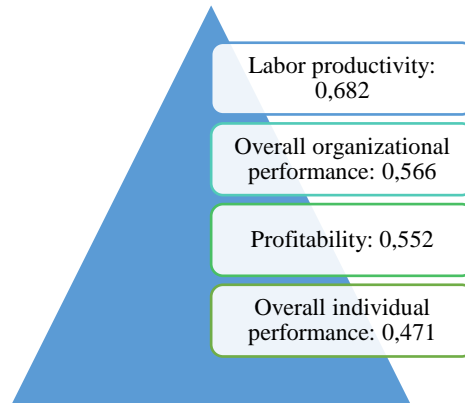 Labor productivity:
0,682
Overall organizational
performance: 0,566
Profitability: 0,552
Overall individual
performance: 0,471